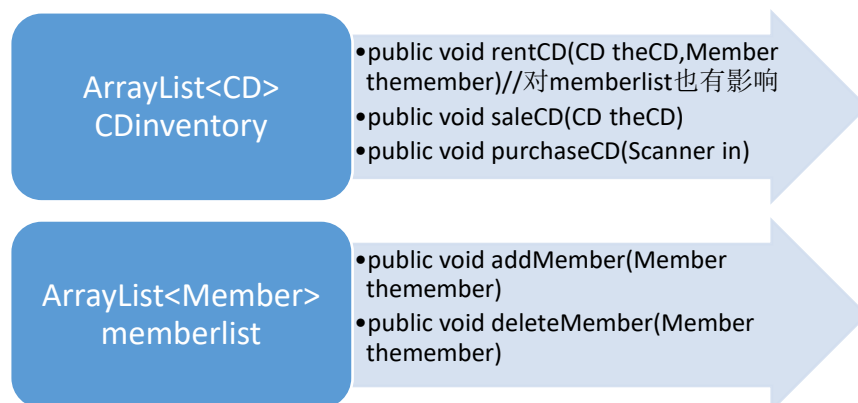 ArrayList<CD>
CDinventory
•public void rentCD(CD theCD,Member
themember)//对memberlist也有影响
•public void saleCD(CD theCD)
•public void purchaseCD(Scanner in)
ArrayList<Member>
memberlist
•public void addMember(Member
themember)
•public void deleteMember(Member
themember)